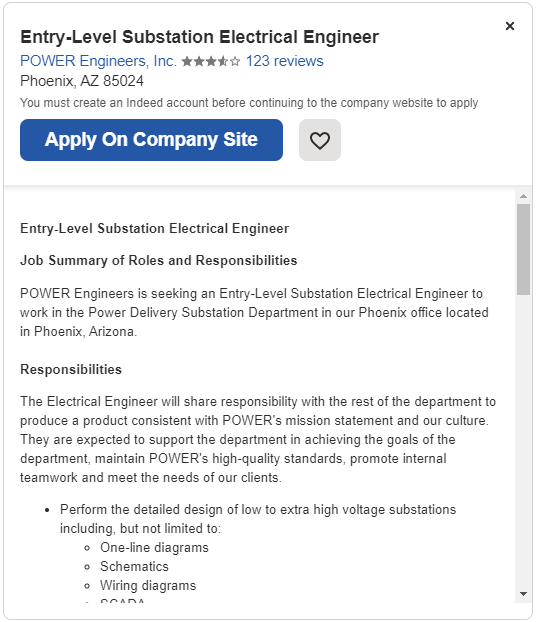 Entry-Level Substation Electrical Engineer
POWER Engineers, Inc. 123 reviews
Phoenix, AZ 85024
You must create an Indeed account before continuing to the company website to apply
Apply On Company Site
Entry-Level Substation Electrical Engineer
Job Summary of Roles and Responsibilities
POWER Engineers is seeking an Entry-Level Substation Electrical Engineer to
work in the Power Delivery Substation Department in our Phoenix office located
in Phoenix, Arizona.
Responsibilities
The Electrical Engineer will share responsibility with the rest of the department to
produce a product consistent with POWER's mission statement and our culture.
They are expected to support the department in achieving the goals of the
department, maintain POWER's high-quality standards, promote internal
teamwork and meet the needs of our clients.
• Perform the detailed design of low to extra high voltage substations
including, but not limited to:
◦ One-line diagrams
◦ Schematics
◦ Wiring diagrams
◦ SCADA